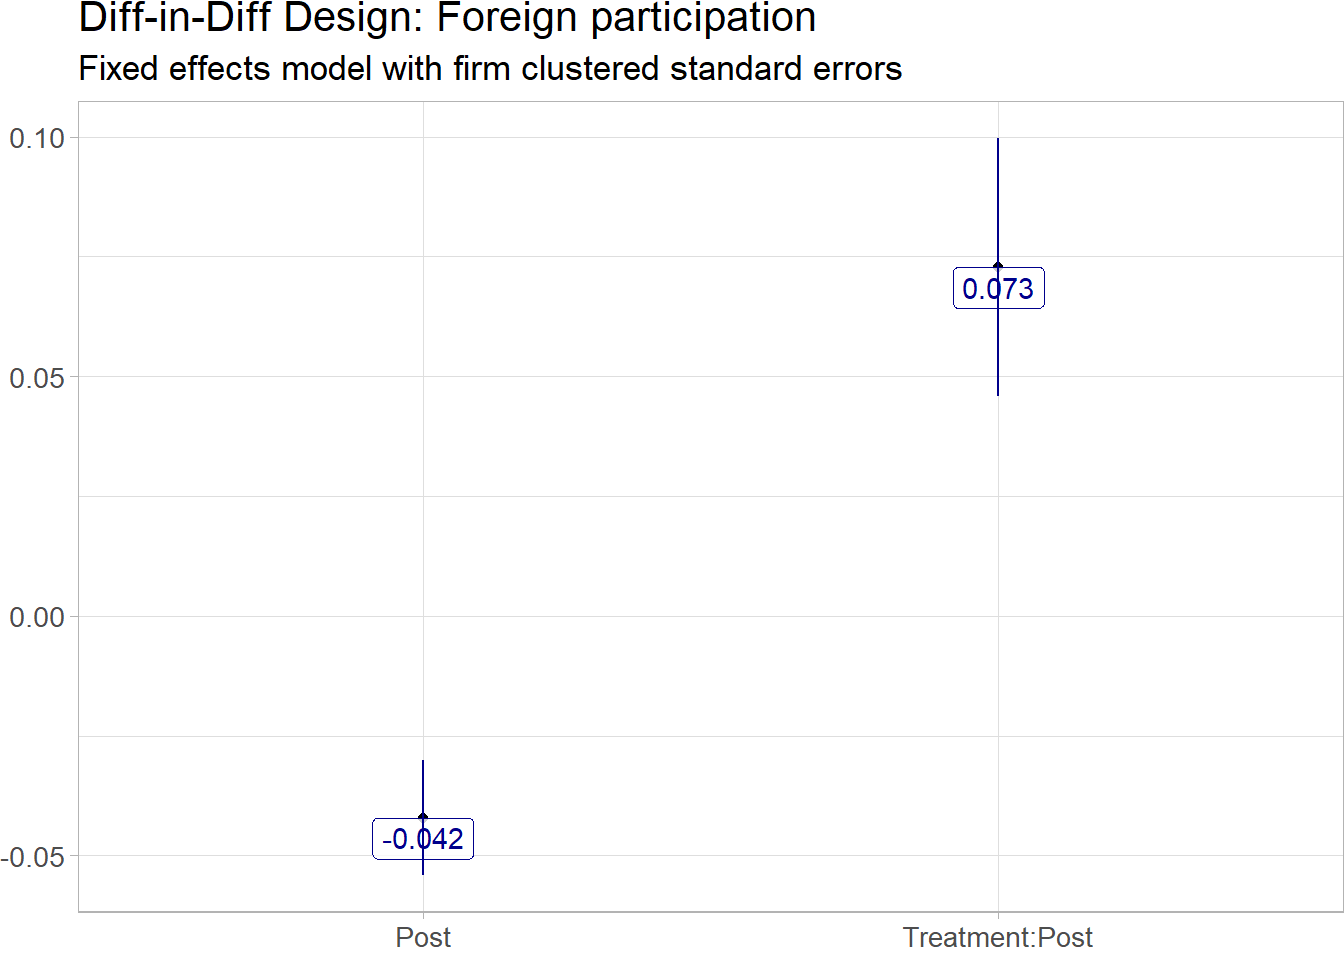 Diff-in-Diff Design: Foreign participation
Fixed effects model with firm clustered standard errors
0.10
0.073
0.05
0.00
-0.042
-0.05
Post
Treatment:Post